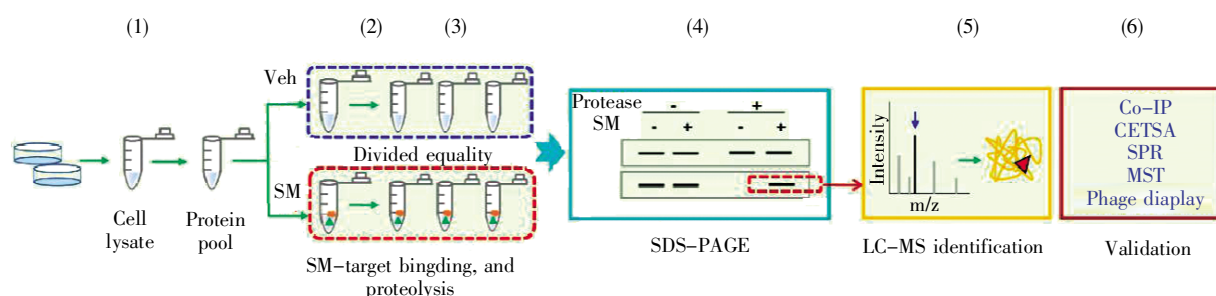 (1)
(2)
(3)
(4)
(5)
(6)
Veh
Divided equality
SM
Cell
lysate
Protein
pool
SM-target bingding, and
proteolysis
Protease - +
SM - + - +
SDS-PAGE
Intensity
m/z
LC-MS identification
Co-IP
CETSA
SPR
MST
Phage diaplay
Validation